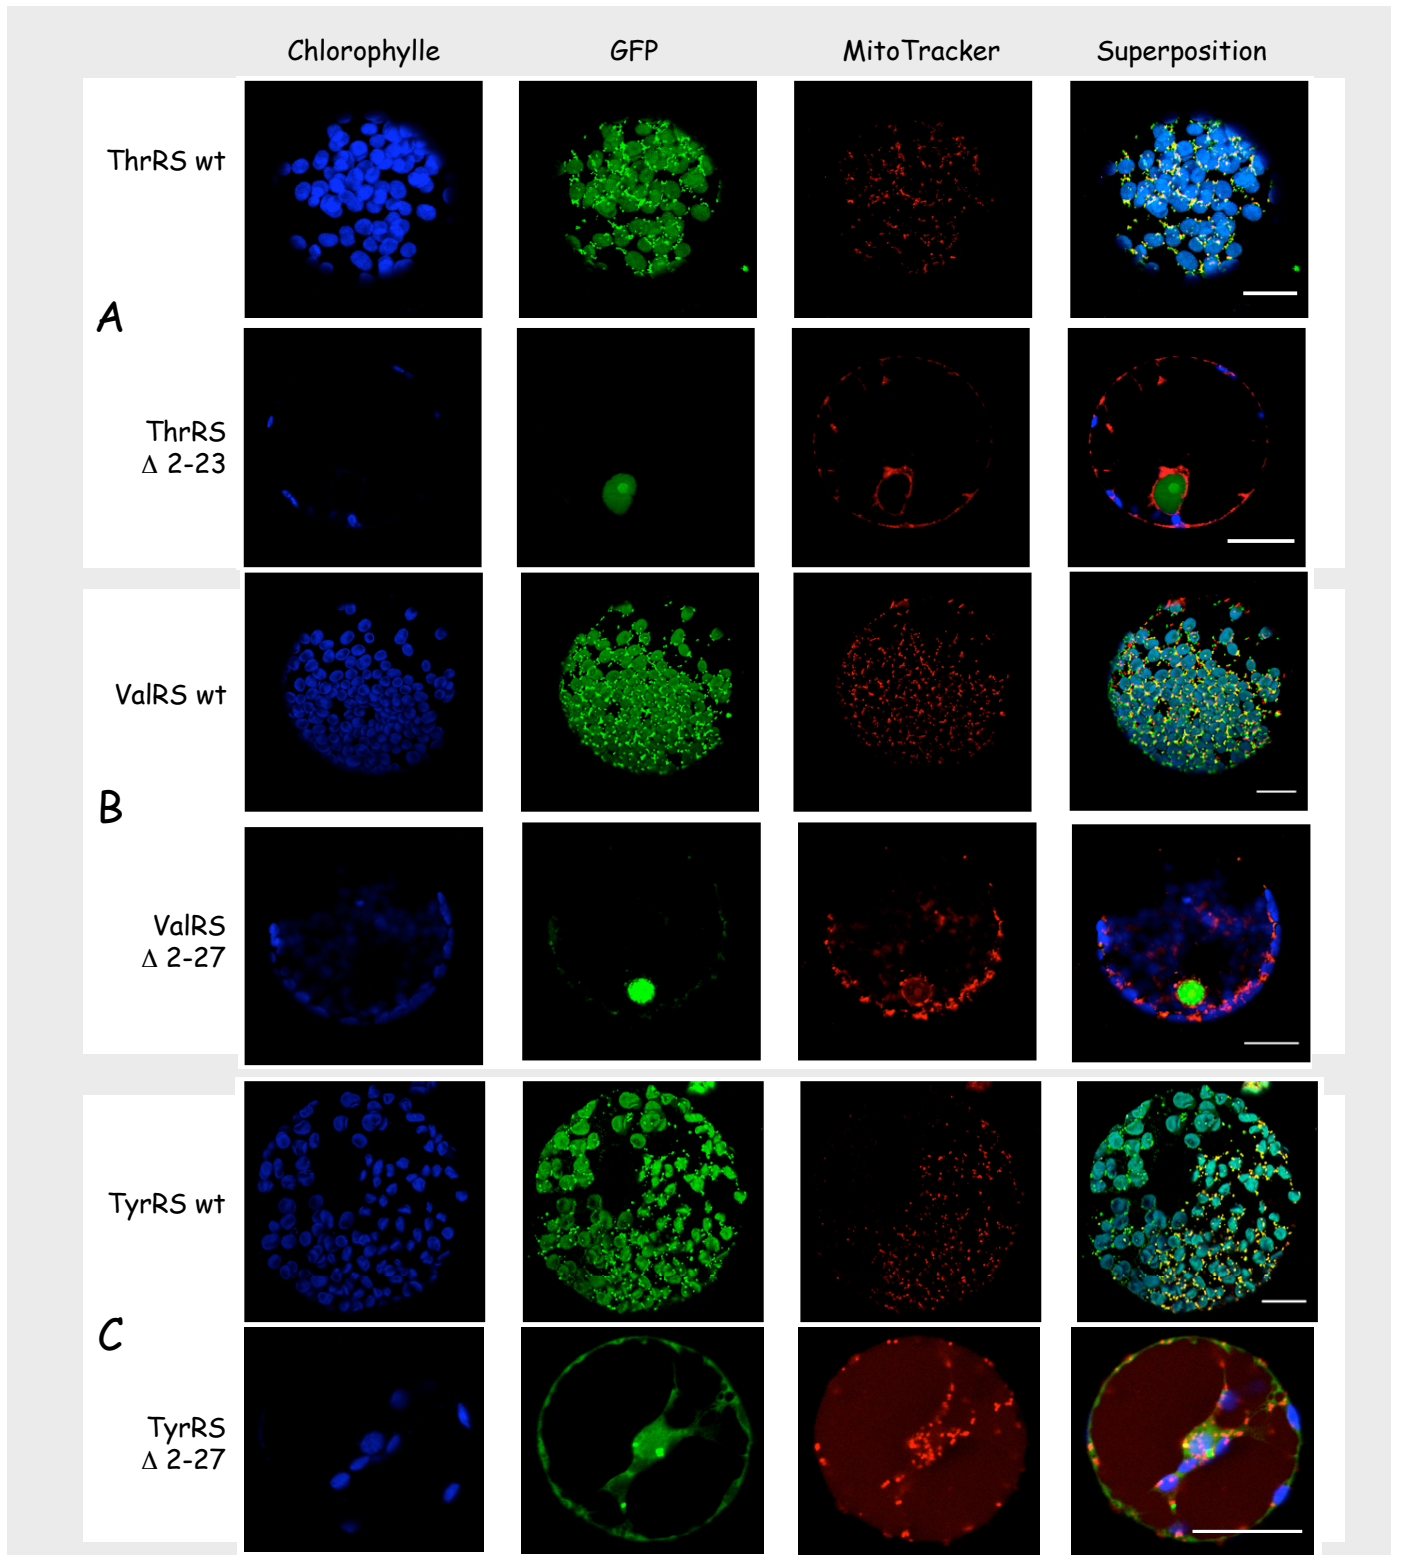 Chlorophylle GFP MitoTracker Superposition
ThrRS wt
A
ThrRS
Δ 2-23
ValRS wt
B
ValRS
Δ 2-27
TyrRS wt
C
TyrRS
Δ 2-27